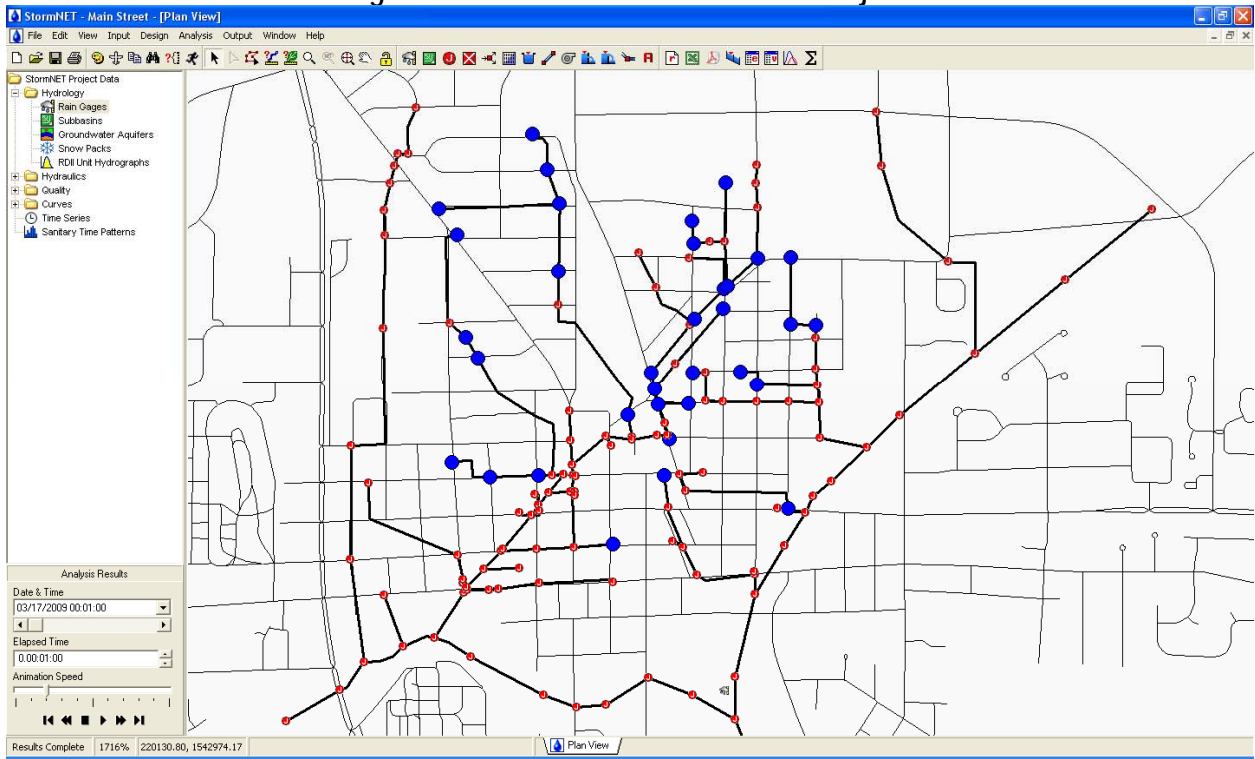 StormNET - Main Street - [Plan View]
File Edit View Input Design Analysis Output Window Help
StormNET Project Data
Hydrology
Rain Gages
Subbasins
Groundwater Aquifers
Snow Packs
RDII Unit Hydrographs
Hydraulics
Quality
Curves
Time Series
Sanitary Time Patterns
Analysis Results
Date & Time
03/17/2009 00:01:00
Elapsed Time
0.00:01:00
Animation Speed
Results Complete 1716% 220130.80, 1542974.17 Plan View